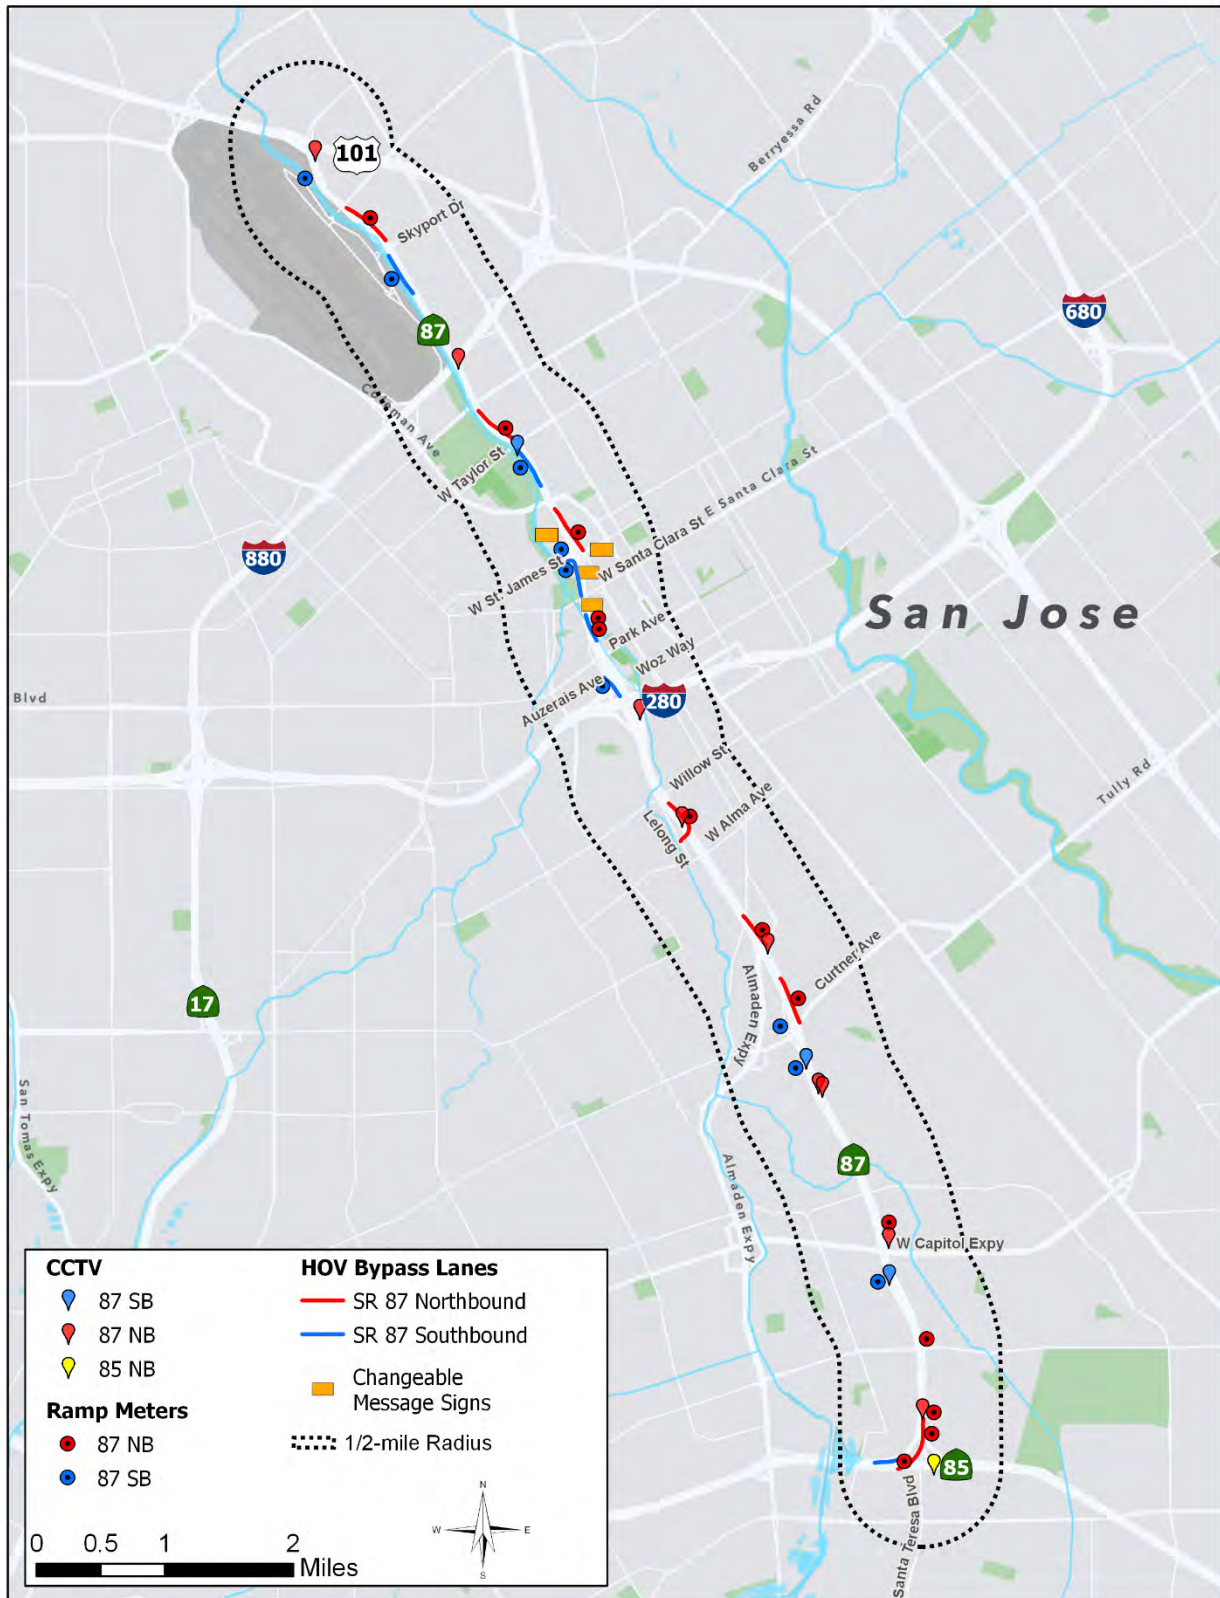 Berryessa Rd
101
Skyport Dr
680
87
Coleman Ave
W Taylor St
E Santa Clara St
880
W Santa Clara St
W St. James St
San Jose
Park Ave
Woz Way
Blvd
Auzerais Ave
280
Willow St
Tully Rd
W Alma Ave
Lelong St
Curtner Ave
Almaden Expy
17
San Tomas Expy
87
Almaden Expy
W Capitol Expy
85
Santa Teresa Blvd
CCTV
87 SB
87 NB
85 NB
Ramp Meters
87 NB
87 SB
HOV Bypass Lanes
SR 87 Northbound
SR 87 Southbound
Changeable
Message Signs
1/2-mile Radius
N
W
E
S
0 0.5 1 2
Miles